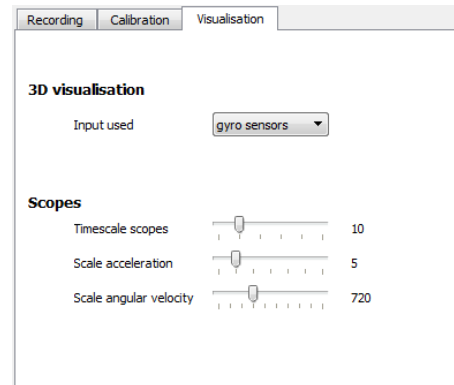 Recording Calibration Visualisation
3D visualisation
Input used gyro sensors
Scopes
Timescale scopes 10
Scale acceleration 5
Scale angular velocity 720